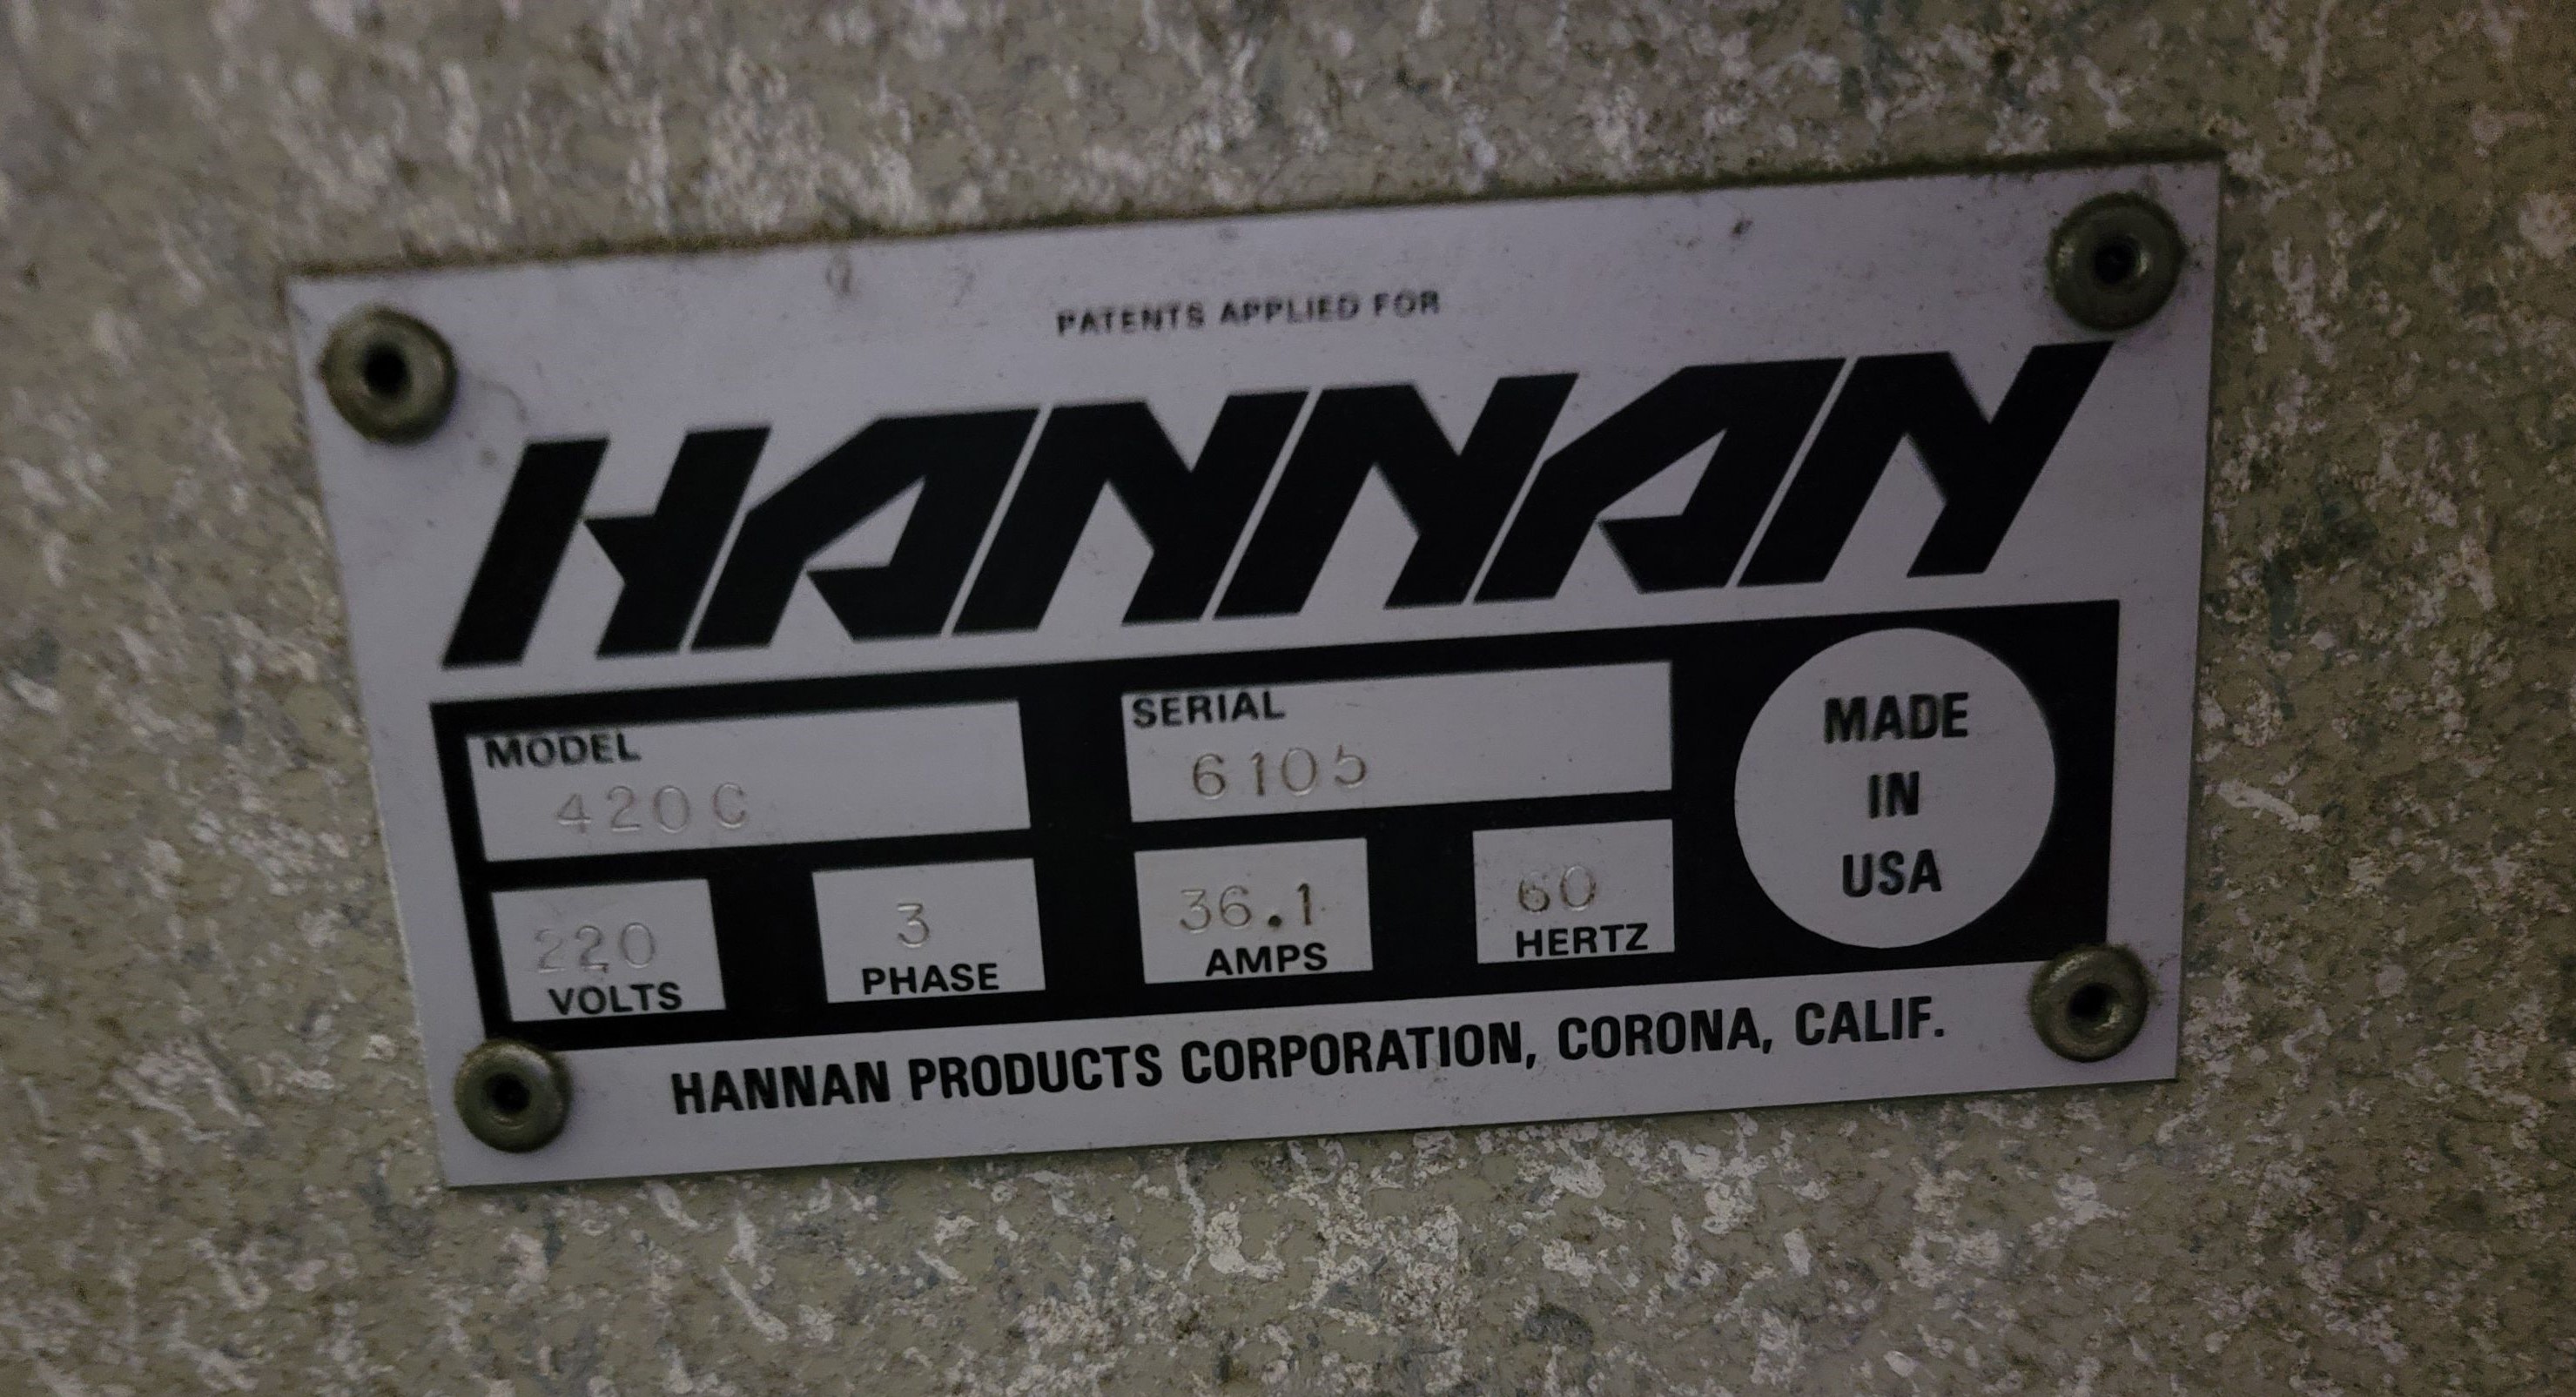 PATENTS APPLIED FOR
HANNAN
MODEL
420C
SERIAL
6105
220
VOLTS
3
PHASE
36.1
AMPS
60
HERTZ
MADE
IN
USA
HANNAN PRODUCTS CORPORATION, CORONA, CALIF.